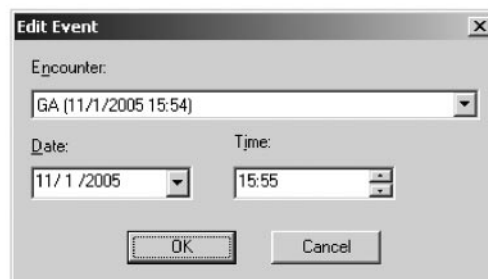 Edit Event
Encounter:
GA (11/1/2005 15:54)
Date: Time:
11/ 1 /2005 15:55
OK Cancel